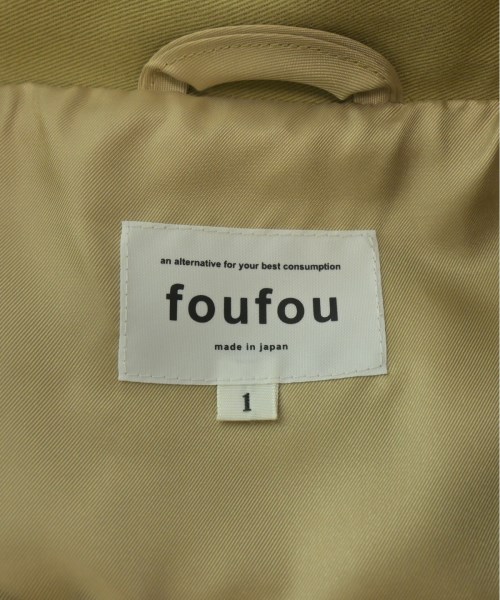 an alternative for your best consumption
foufou
made in japan
1